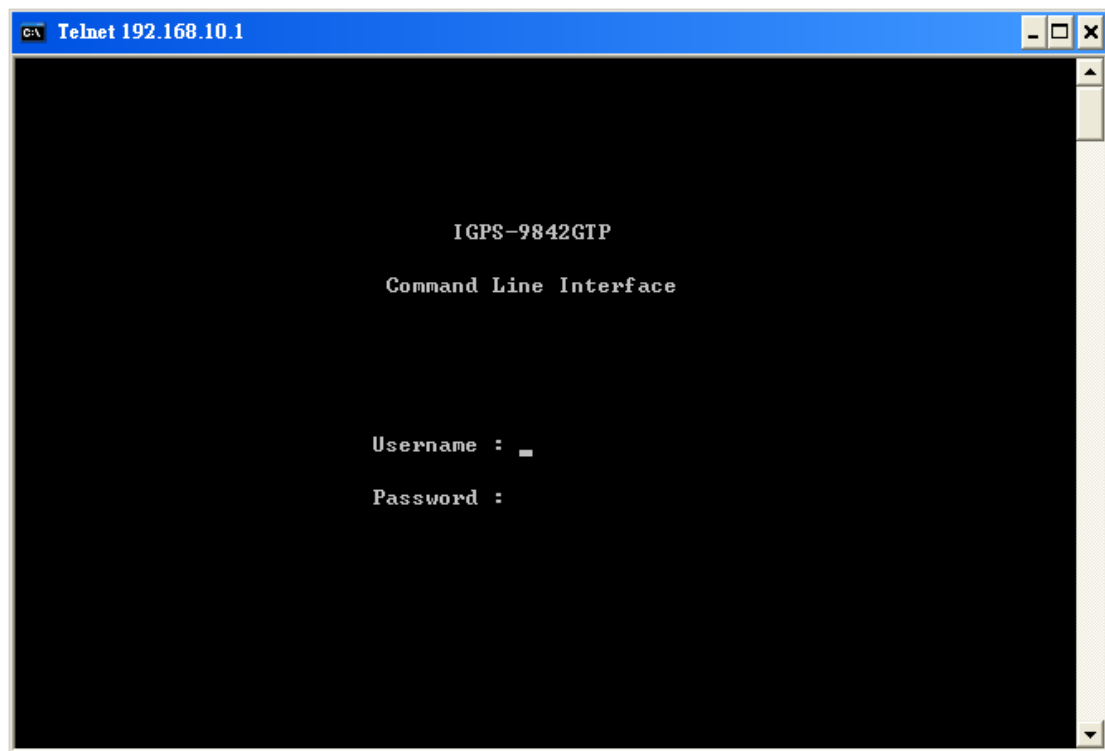 Telnet 192.168.10.1
IGPS-9842GTP
Command Line Interface
Username : _
Password :